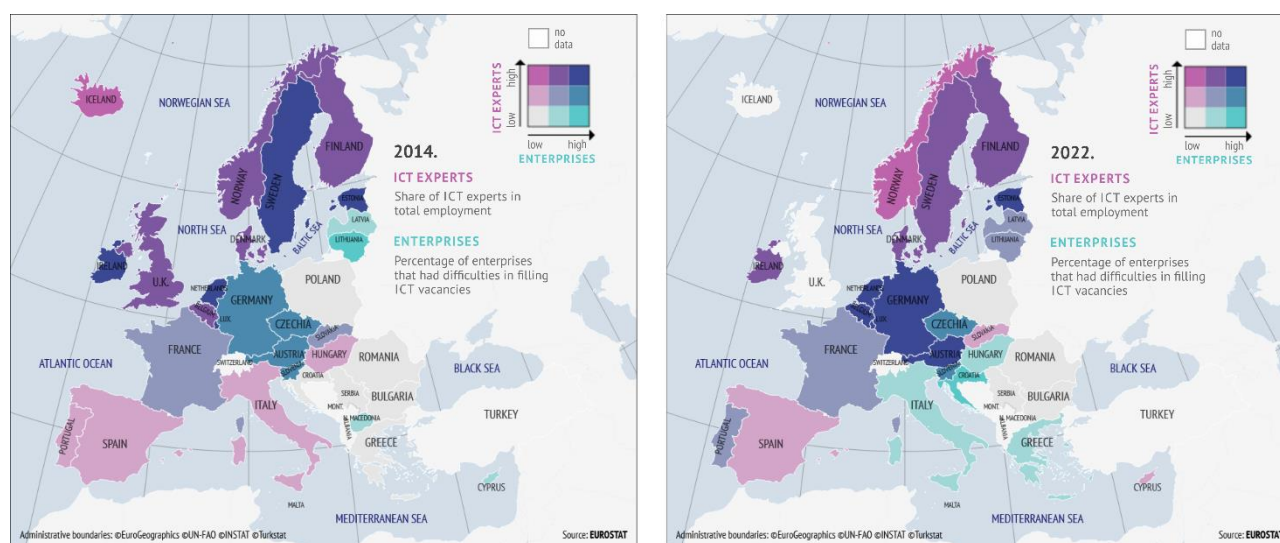 no
data
ICT EXPERTS
high
low
low
high
ENTERPRISES
ICELAND
NORWEGIAN SEA
FINLAND
NORWAY
SWEDEN
2014.
ICT EXPERTS
Share of ICT experts in
total employment
ENTERPRISES
Percentage of enterprises
that had difficulties in filling
ICT vacancies
ESTONIA
LATVIA
LITHUANIA
NORTH SEA
DENMARK
BALTIC SEA
IRELAND
U.K.
NETHERLANDS
BELGIUM
LUX.
GERMANY
POLAND
CZECHIA
SLOVAKIA
ATLANTIC OCEAN
FRANCE
SWITZERLAND
AUSTRIA
HUNGARY
SLOVENIA
CROATIA
ROMANIA
SERBIA
BLACK SEA
MONT.
BULGARIA
ITALY
N. MACEDONIA
ALBANIA
TURKEY
PORTUGAL
SPAIN
GREECE
CYPRUS
MALTA
MEDITERRANEAN SEA
Administrative boundaries: ©EuroGeographics ©UN-FAO ©INSTAT ©Turkstat
Source: EUROSTAT
no
data
ICT EXPERTS
high
low
low
high
ENTERPRISES
ICELAND
NORWEGIAN SEA
FINLAND
NORWAY
SWEDEN
2022.
ICT EXPERTS
Share of ICT experts in
total employment
ENTERPRISES
Percentage of enterprises
that had difficulties in filling
ICT vacancies
ESTONIA
LATVIA
LITHUANIA
NORTH SEA
DENMARK
BALTIC SEA
IRELAND
U.K.
NETHERLANDS
BELGIUM
LUX.
GERMANY
POLAND
CZECHIA
SLOVAKIA
ATLANTIC OCEAN
FRANCE
SWITZERLAND
AUSTRIA
HUNGARY
SLOVENIA
CROATIA
ROMANIA
SERBIA
BLACK SEA
MONT.
BULGARIA
ITALY
N. MACEDONIA
ALBANIA
TURKEY
PORTUGAL
SPAIN
GREECE
CYPRUS
MALTA
MEDITERRANEAN SEA
Administrative boundaries: ©EuroGeographics ©UN-FAO ©INSTAT ©Turkstat
Source: EUROSTAT